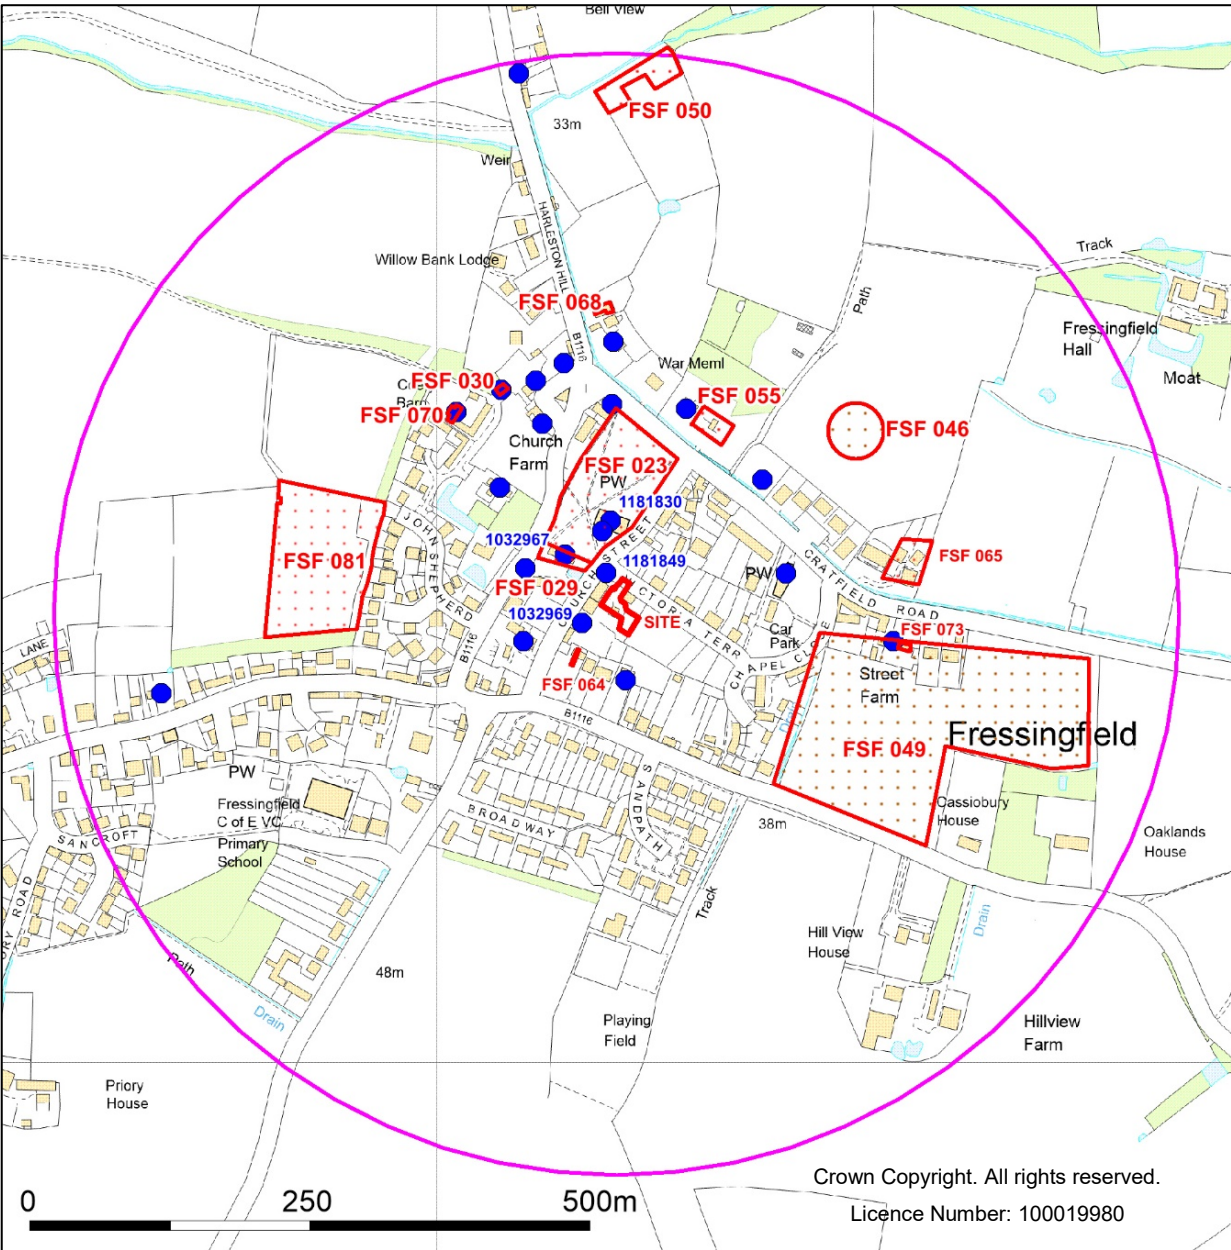 Bell View
FSF 050
33m
Weir
HARLESTON HILL
Track
Willow Bank Lodge
Path
FSF 068
Fressingfield
Hall
B1116
War Meml
Moat
FSF 030
FSF 055
FSF 070
FSF 046
Church
Farm
FSF 023
PW
1181830
JOHN SHEPHERD
1032967
CHURCH STREET
CRATFIELD ROAD
FSF 065
FSF 081
1181849
PW
FSF 029
VICTORIA TERR
1032969
SITE
FSF 073
Car
Park
LANE
B1116
CHAPEL CLOSE
Street
Farm
FSF 064
B1116
Drain
Fressingfield
FSF 049
PW
SANDPATH
Fressingfield
C of E VC
Primary
School
Cassiobury
House
BROADWAY
38m
Oaklands
House
SANCROFT
Track
Hill View
House
Drain
Path
48m
Drain
Playing
Field
Hillview
Farm
Priory
House
Crown Copyright. All rights reserved.
Licence Number: 100019980
0 250 500m